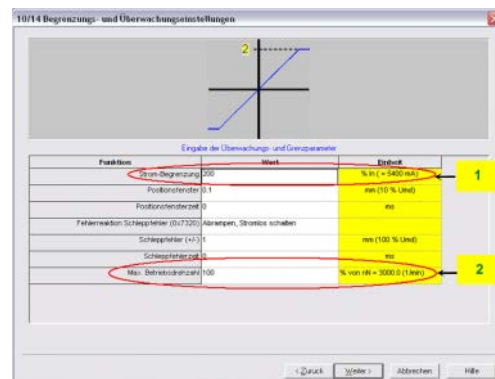 10/14 Begrenzungs- und Überwachungseinstellungen
2
Eingabe der Überwachungs- und Grenzparameter
Funktion Wert Einheit
Strom-Begrenzung 200 % In ( = 5400 mA) 1
Positionsfenster 0.1 mm (10 % Umd)
Positionsfensterzeit 0 ms
Fehlerreaktion Schleppfehler (0x7320) Abrampen, Stromlos schalten
Schleppfehler (+/-) 1 mm (100 % Umd)
Schleppfehlerzeit 0 ms
Max. Betriebsdrehzahl 100 % von nN = 3000.0 (1/min) 2
< Zurück Weiter > Abbrechen Hilfe